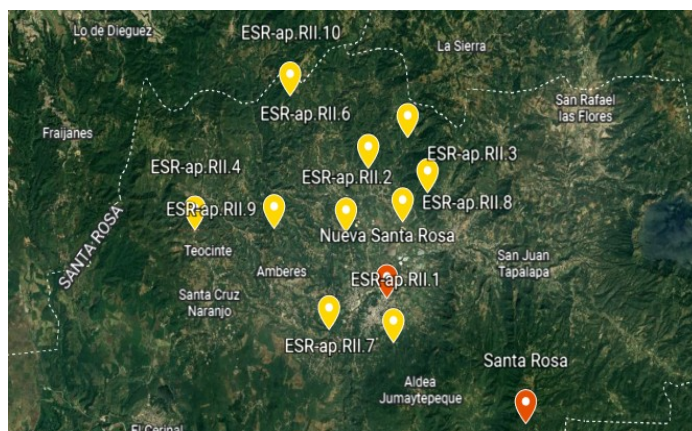 Lo de Dieguez
ESR-ap.RII.10
La Sierra
San Rafael
las Flores
ESR-ap.RII.6
Fraijanes
ESR-ap.RII.3
ESR-ap.RII.4
ESR-ap.RII.2
ESR-ap.RII.8
ESR-ap.RII.9
SANTA ROSA
Nueva Santa Rosa
Teocinte
San Juan
Tapalapa
Amberes
ESR-ap.RII.1
Santa Cruz
Naranjo
ESR-ap.RII.7
Santa Rosa
Aldea
Jumaytepeque
El Cerinal